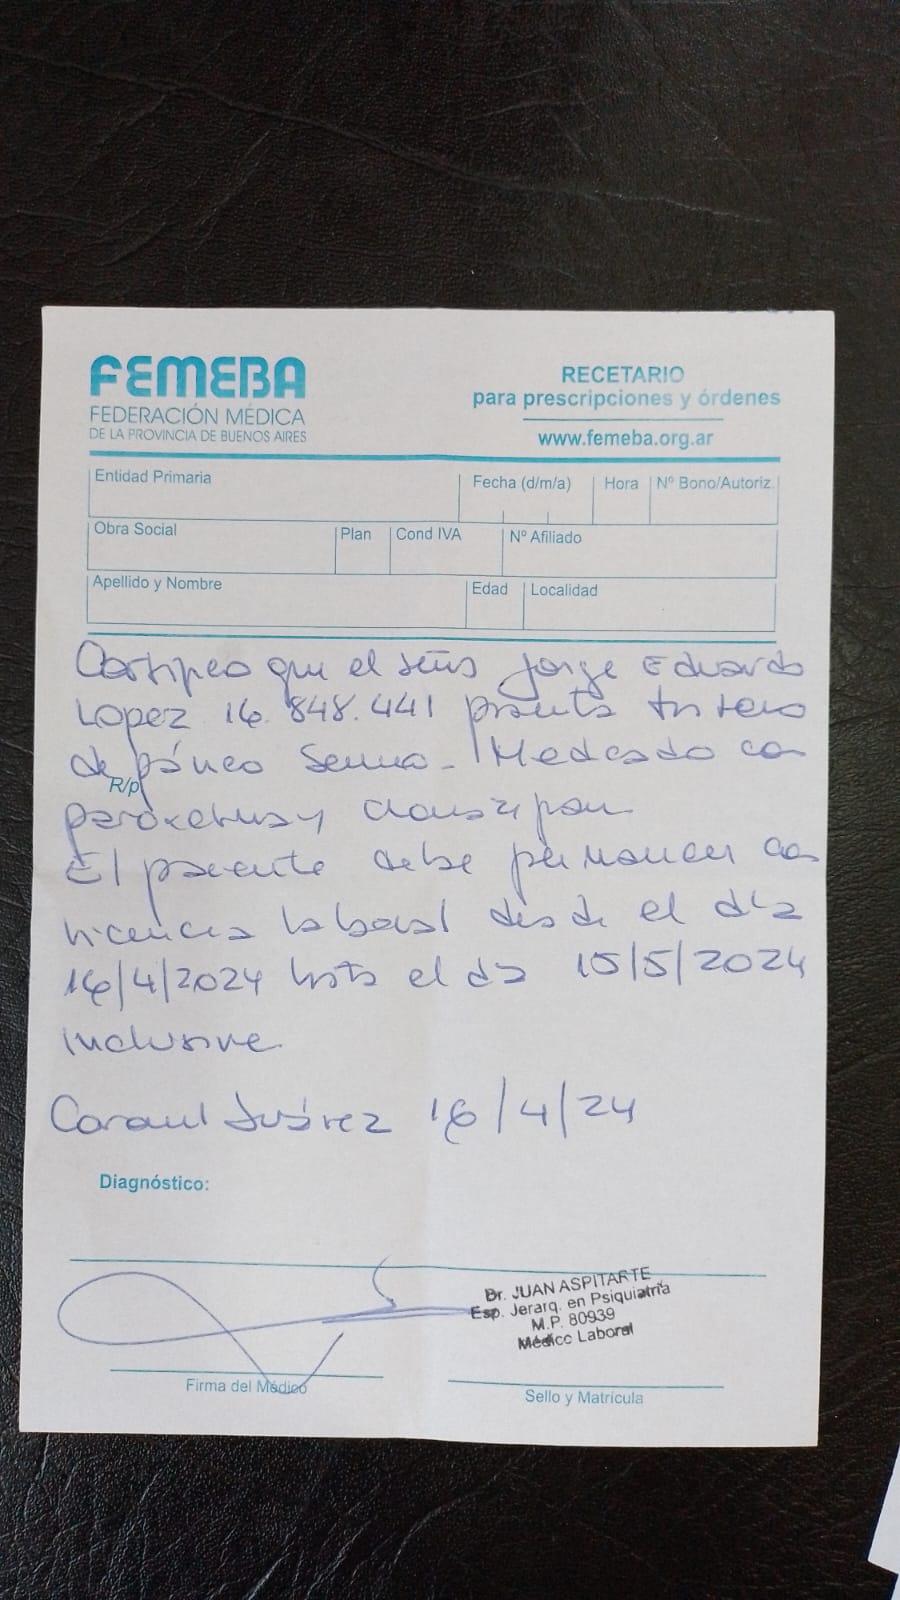 FEMEBA
FEDERACIÓN MÉDICA
DE LA PROVINCIA DE BUENOS AIRES
RECETARIO
para prescripciones y órdenes
www.femeba.org.ar
Entidad Primaria
Fecha (d/m/a)
Hora
Nº Bono/Autoriz.
Obra Social
Plan
Cond IVA
Nº Afiliado
Apellido y Nombre
Edad
Localidad
Certifico que el señor Jorge Eduardo
Lopez 16.848.441 presenta trastorno
de pánico severo - Medicado con
R/p
paroxetina y clonazepam
El paciente debe permanecer con
licencia laboral desde el día
16/4/2024 hasta el día 15/5/2024
inclusive
Coronel Suárez 16/4/24
Diagnóstico:
Dr. JUAN ASPITARTE
Esp. Jerarq. en Psiquiatría
M.P. 80939
Médico Laboral
Firma del Médico
Sello y Matrícula